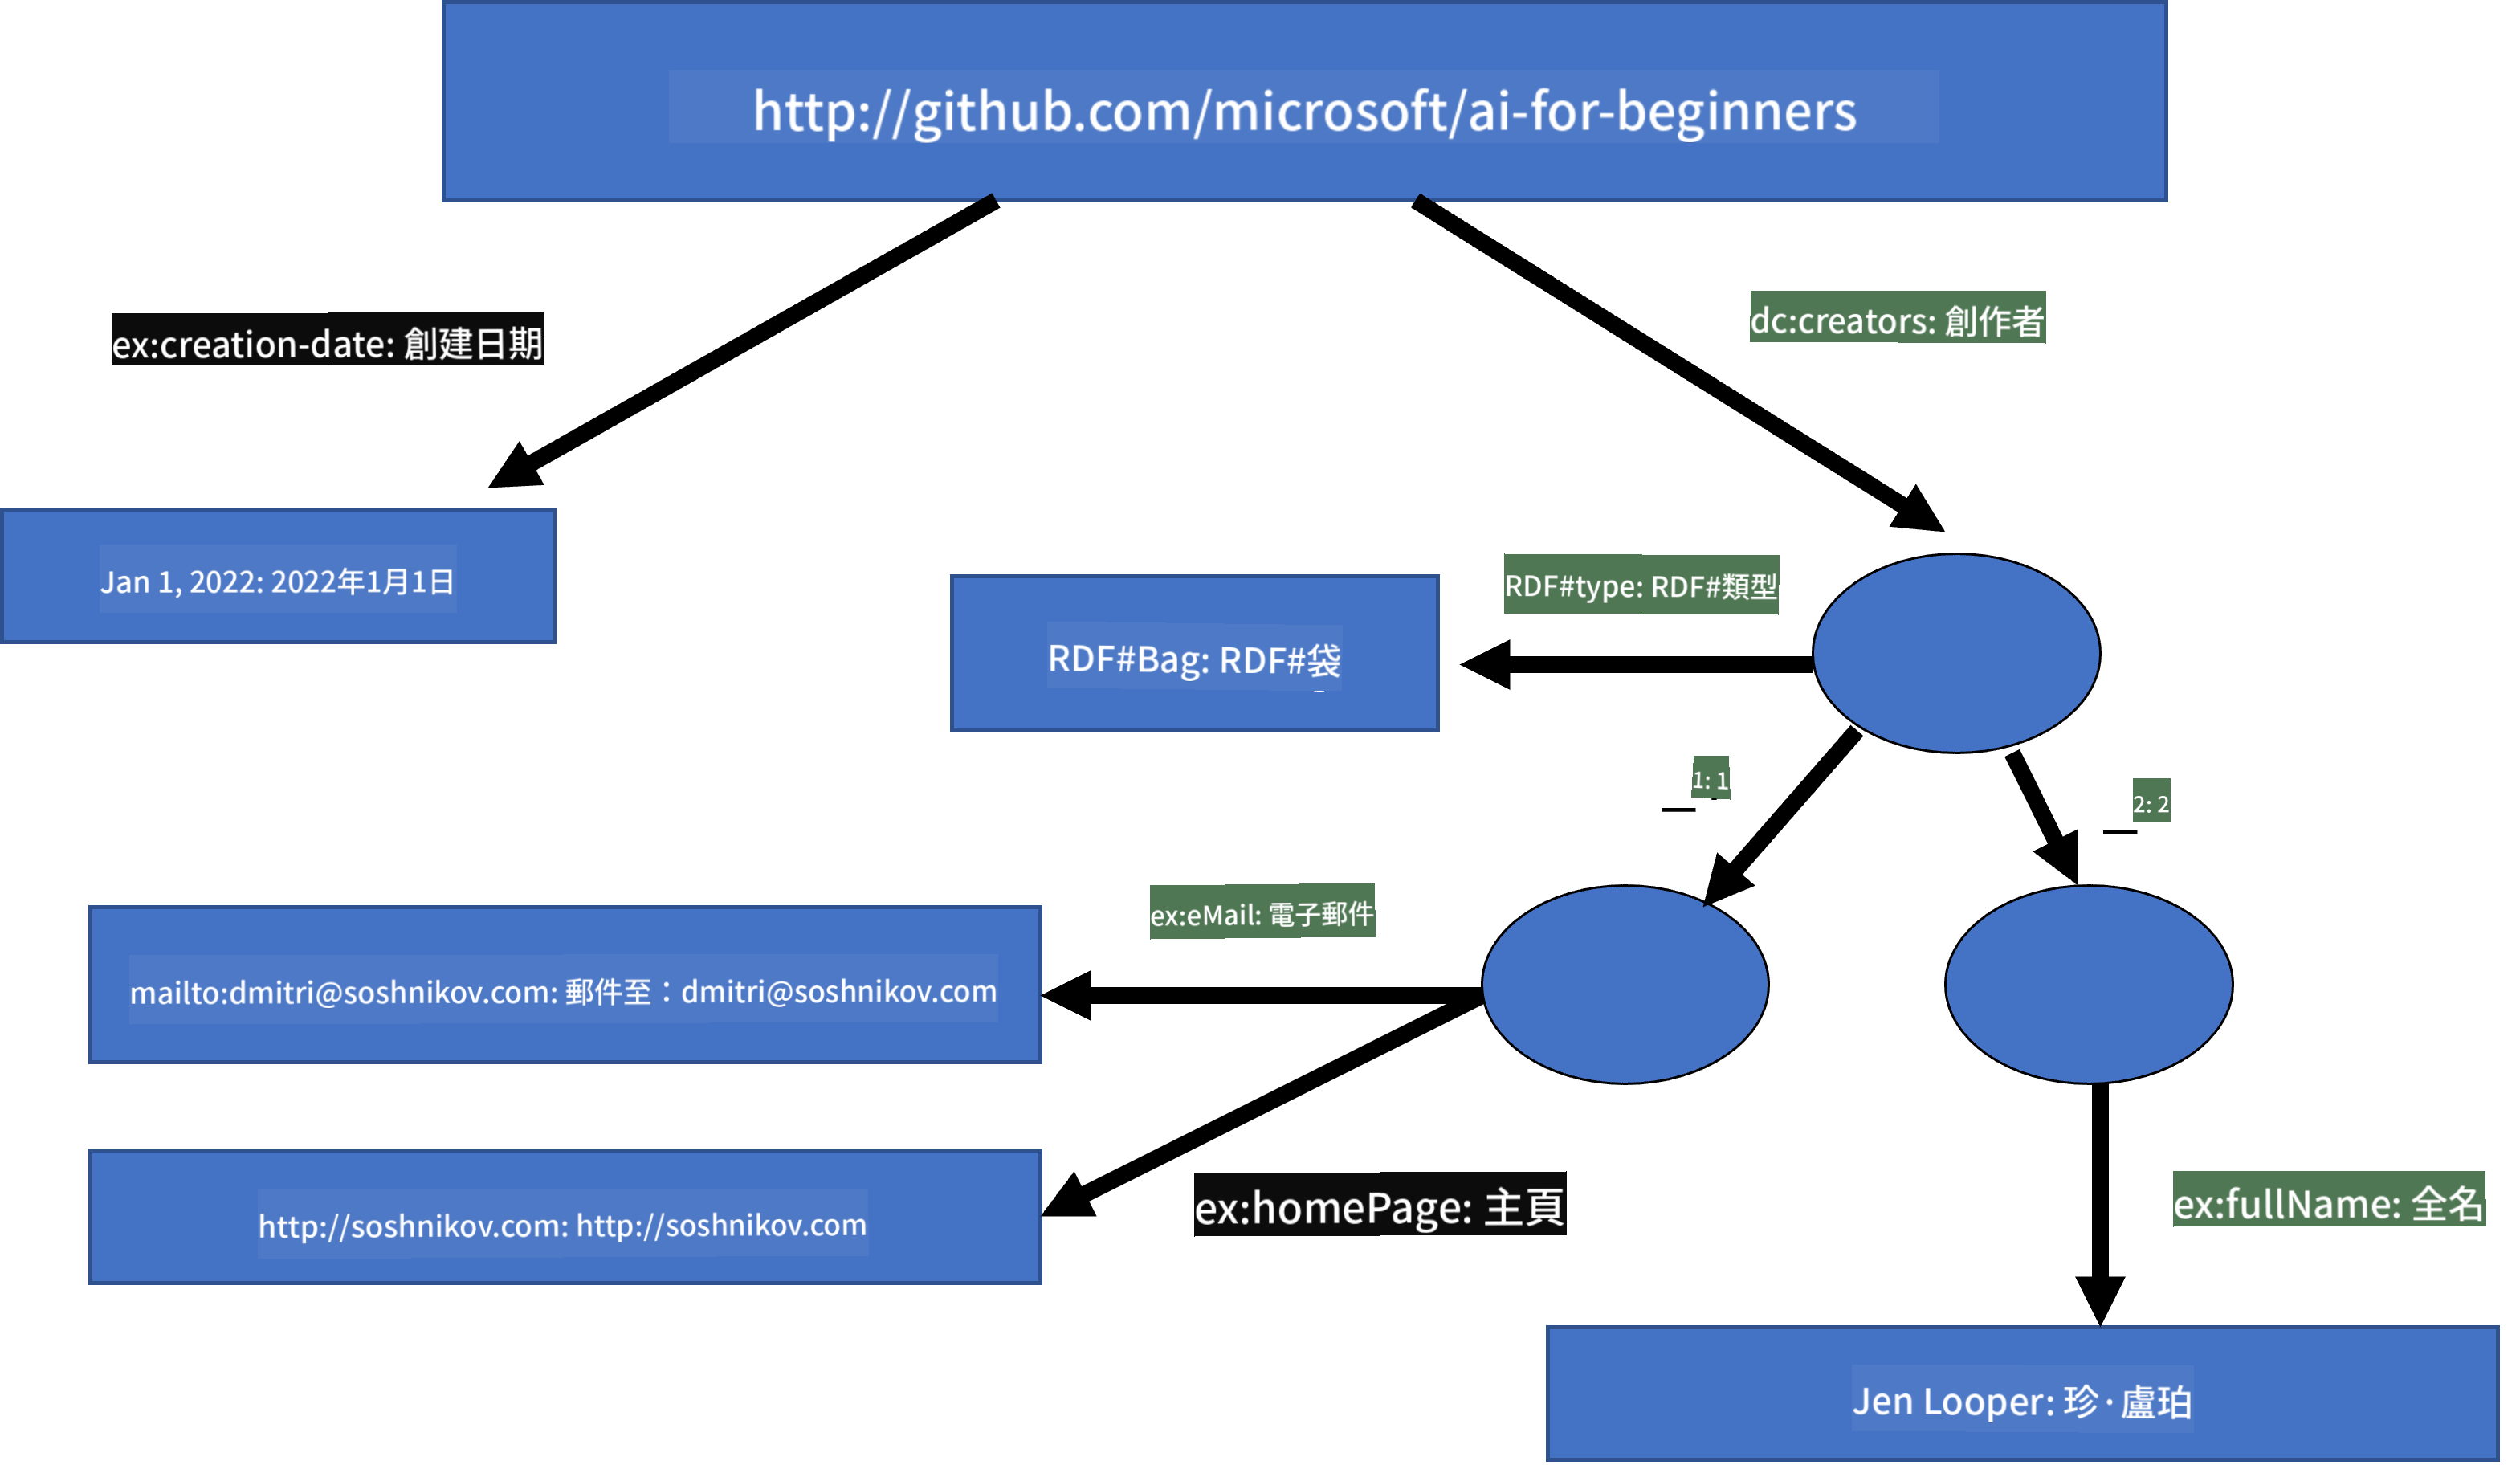 http://github.com/microsoft/ai-for-beginners
dc:creators: 創作者
ex:creation-date: 創建日期
Jan 1, 2022: 2022年1月1日
RDF#type: RDF#類型
RDF#Bag: RDF#袋
_ 1: 1
_ 2: 2
ex:eMail: 電子郵件
mailto:dmitri@soshnikov.com: 郵件至：dmitri@soshnikov.com
ex:homePage: 主頁
ex:fullName: 全名
http://soshnikov.com: http://soshnikov.com
Jen Looper: 珍·盧珀